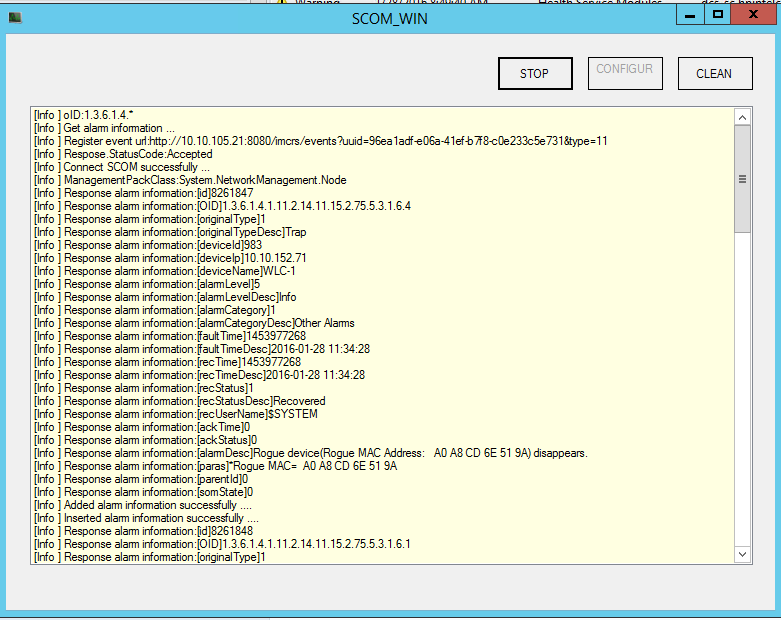 Warning 1/28/2016 8:49:40 AM Health Service Modules
SCOM_WIN
STOP
CONFIGUR
CLEAN
[Info ] oID:1.3.6.1.4.*
[Info ] Get alarm information ...
[Info ] Register event url:http://10.10.105.21:8080/imcrs/events?uuid=96ea1adf-e06a-41ef-b7f8-c0e233c5e731&type=11
[Info ] Respose.StatusCode:Accepted
[Info ] Connect SCOM successfully ...
[Info ] ManagementPackClass:System.NetworkManagement.Node
[Info ] Response alarm information:[id]8261847
[Info ] Response alarm information:[OID]1.3.6.1.4.1.11.2.14.11.15.2.75.5.3.1.6.4
[Info ] Response alarm information:[originalType]1
[Info ] Response alarm information:[originalTypeDesc]Trap
[Info ] Response alarm information:[deviceId]983
[Info ] Response alarm information:[deviceIp]10.10.152.71
[Info ] Response alarm information:[deviceName]WLC-1
[Info ] Response alarm information:[alarmLevel]5
[Info ] Response alarm information:[alarmLevelDesc]Info
[Info ] Response alarm information:[alarmCategory]1
[Info ] Response alarm information:[alarmCategoryDesc]Other Alarms
[Info ] Response alarm information:[faultTime]1453977268
[Info ] Response alarm information:[faultTimeDesc]2016-01-28 11:34:28
[Info ] Response alarm information:[recTime]1453977268
[Info ] Response alarm information:[recTimeDesc]2016-01-28 11:34:28
[Info ] Response alarm information:[recStatus]1
[Info ] Response alarm information:[recStatusDesc]Recovered
[Info ] Response alarm information:[recUserName]$SYSTEM
[Info ] Response alarm information:[ackTime]0
[Info ] Response alarm information:[ackStatus]0
[Info ] Response alarm information:[alarmDesc]Rogue device(Rogue MAC Address: A0 A8 CD 6E 51 9A) disappears.
[Info ] Response alarm information:[paras]*Rogue MAC= A0 A8 CD 6E 51 9A
[Info ] Response alarm information:[parentId]0
[Info ] Response alarm information:[somState]0
[Info ] Added alarm information successfully ....
[Info ] Inserted alarm information successfully ....
[Info ] Response alarm information:[id]8261848
[Info ] Response alarm information:[OID]1.3.6.1.4.1.11.2.14.11.15.2.75.5.3.1.6.1
[Info ] Response alarm information:[originalType]1